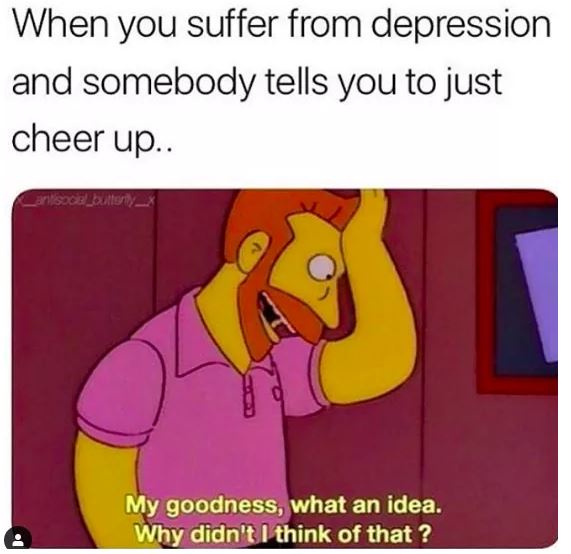 When you suffer from depression
and somebody tells you to just
cheer up..
x__antisocial_butterfly__x
My goodness, what an idea.
Why didn't I think of that ?